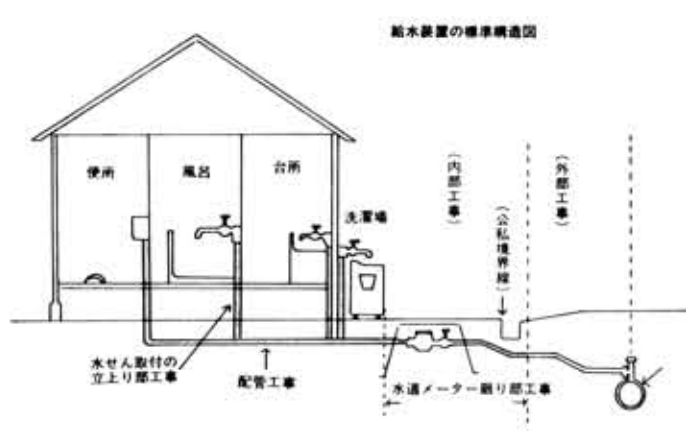 給水装置の標準構造図
便所
風呂
台所
洗濯場
(内部工事)
(公私境界線)
(外部工事)
水せん取付の
立上り部工事
配管工事
水道メーター廻り部工事